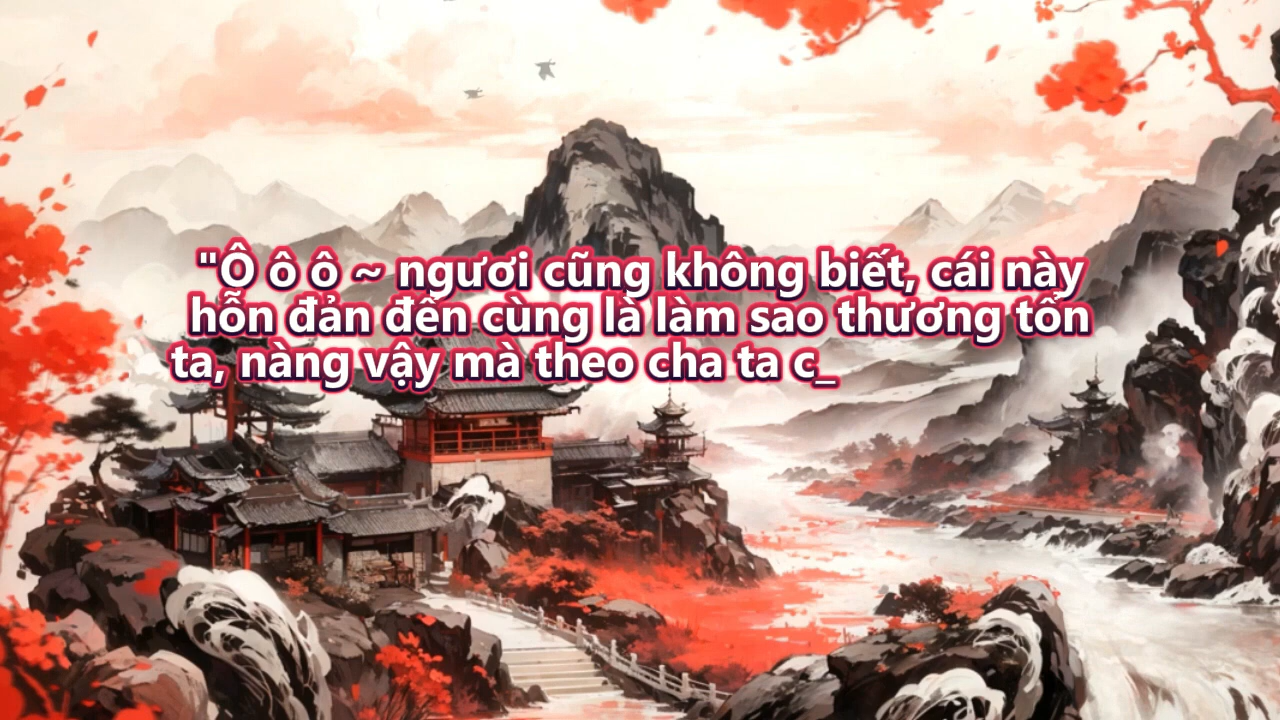 "Ô ô ô ~ ngươi cũng không biết, cái này
hỗn đản đến cùng là làm sao thương tổn
ta, nàng vậy mà theo cha ta c_